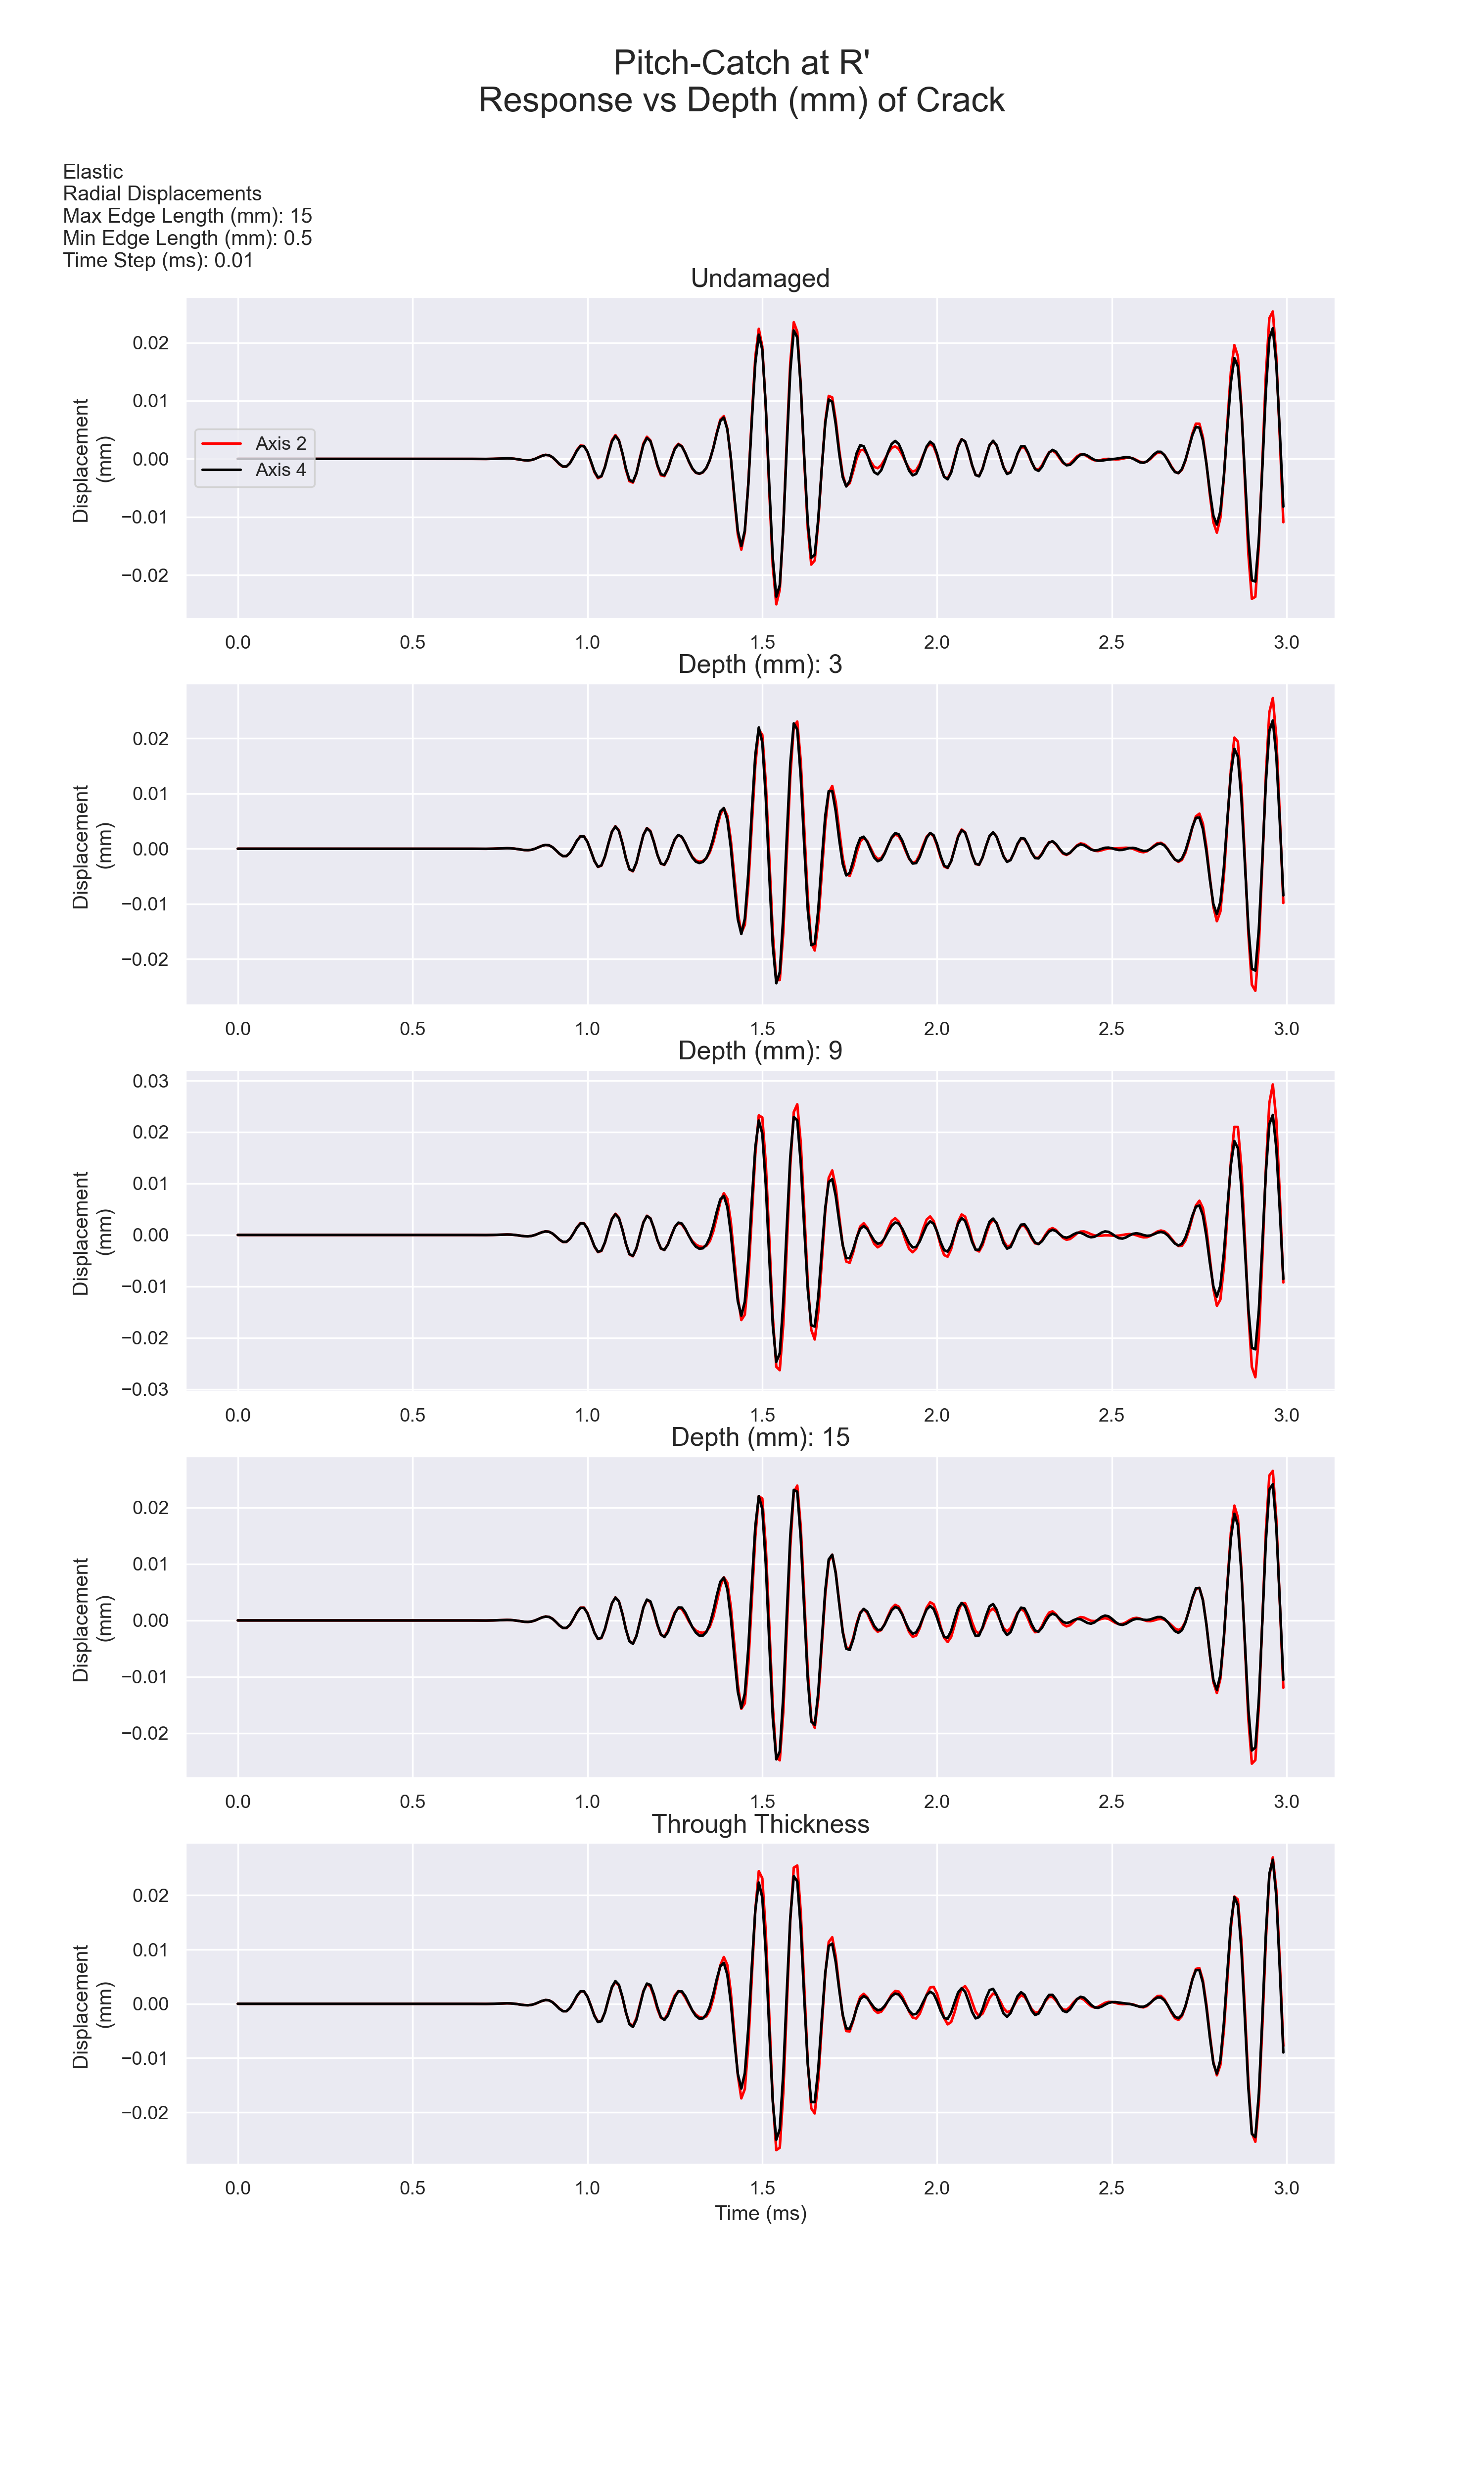 Pitch-Catch at R'
Response vs Depth (mm) of Crack
Elastic
Radial Displacements
Max Edge Length (mm): 15
Min Edge Length (mm): 0.5
Time Step (ms): 0.01
Undamaged
Displacement
(mm)
0.02
0.01
0.00
−0.01
−0.02
Axis 2
Axis 4
0.0 0.5 1.0 1.5 2.0 2.5 3.0
Depth (mm): 3
Displacement
(mm)
0.02
0.01
0.00
−0.01
−0.02
0.0 0.5 1.0 1.5 2.0 2.5 3.0
Depth (mm): 9
Displacement
(mm)
0.03
0.02
0.01
0.00
−0.01
−0.02
−0.03
0.0 0.5 1.0 1.5 2.0 2.5 3.0
Depth (mm): 15
Displacement
(mm)
0.02
0.01
0.00
−0.01
−0.02
0.0 0.5 1.0 1.5 2.0 2.5 3.0
Through Thickness
Displacement
(mm)
0.02
0.01
0.00
−0.01
−0.02
0.0 0.5 1.0 1.5 2.0 2.5 3.0
Time (ms)